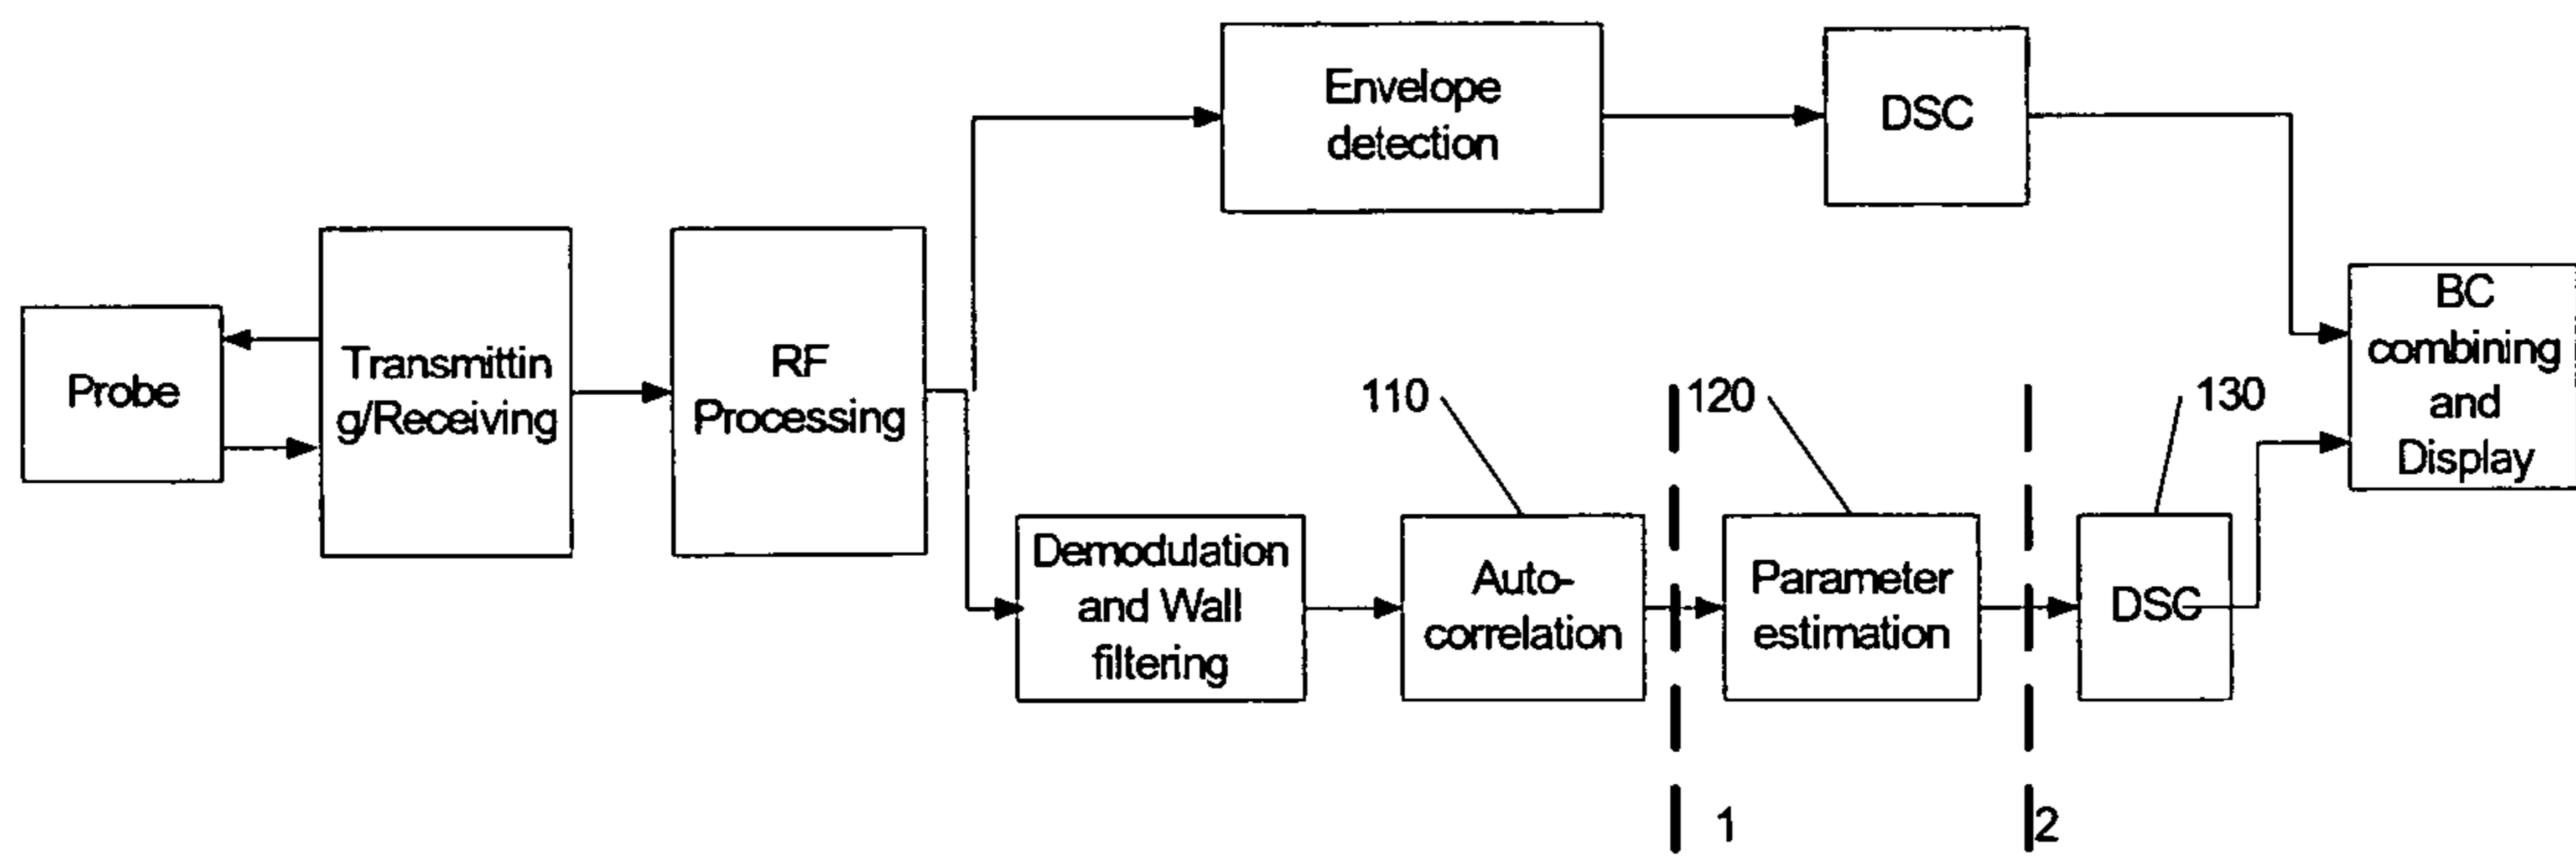 Envelope
detection
DSC
Probe
Transmittin
g/Receiving
RF
Processing
BC
combining
and
Display
110
120
130
Demodulation
and Wall
filtering
Auto-
correlation
Parameter
estimation
DSC
1
2